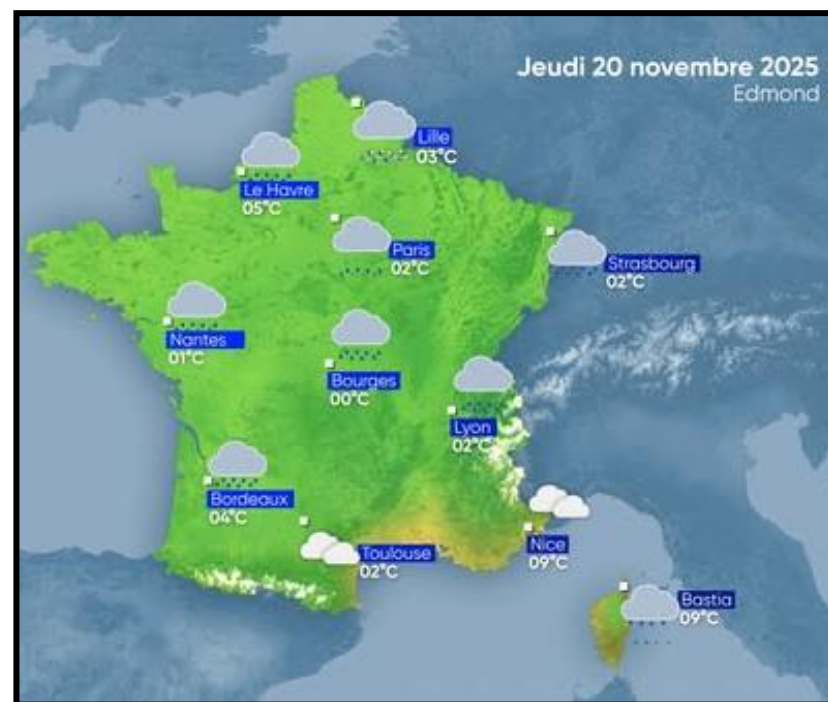 Jeudi 20 novembre 2025
Edmond
Lille
03°C
Le Havre
05°C
Paris
02°C
Strasbourg
02°C
Nantes
01°C
Bourges
00°C
Lyon
02°C
Bordeaux
04°C
Toulouse
02°C
Nice
09°C
Bastia
09°C